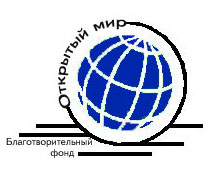 Открытый мир
Благотворительный
фонд